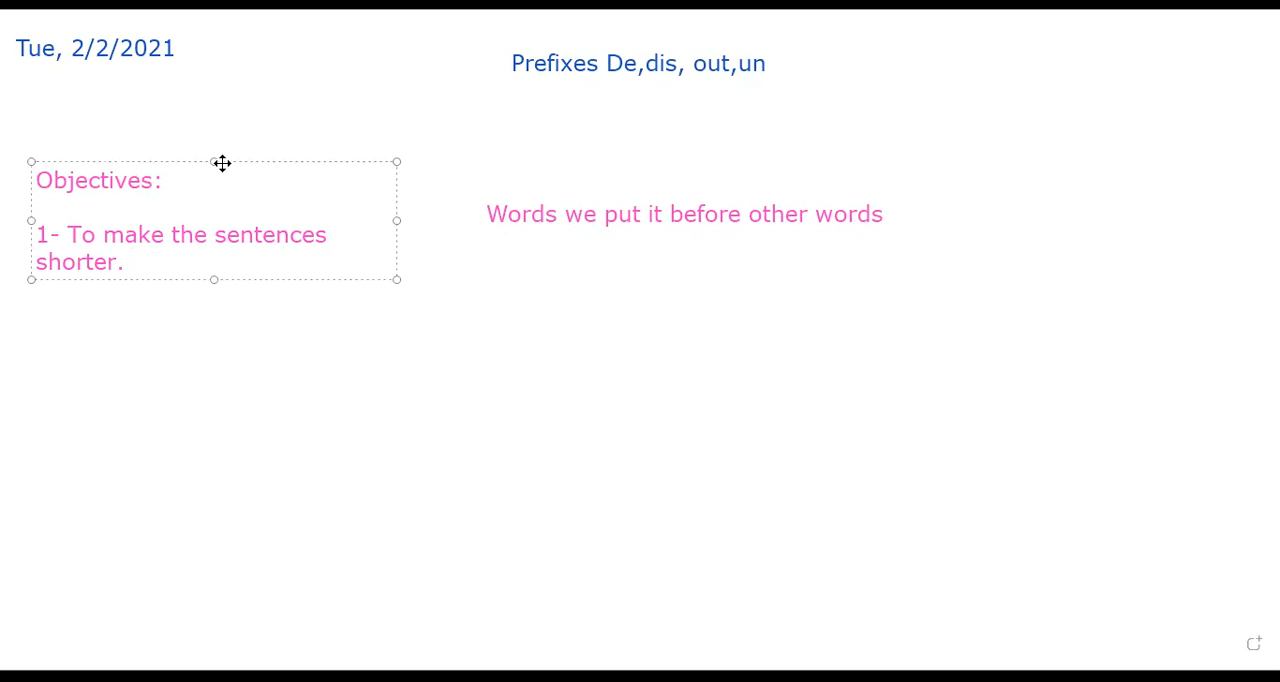 Tue, 2/2/2021
Prefixes De,dis, out,un
Objectives:
1- To make the sentences
shorter.
Words we put it before other words